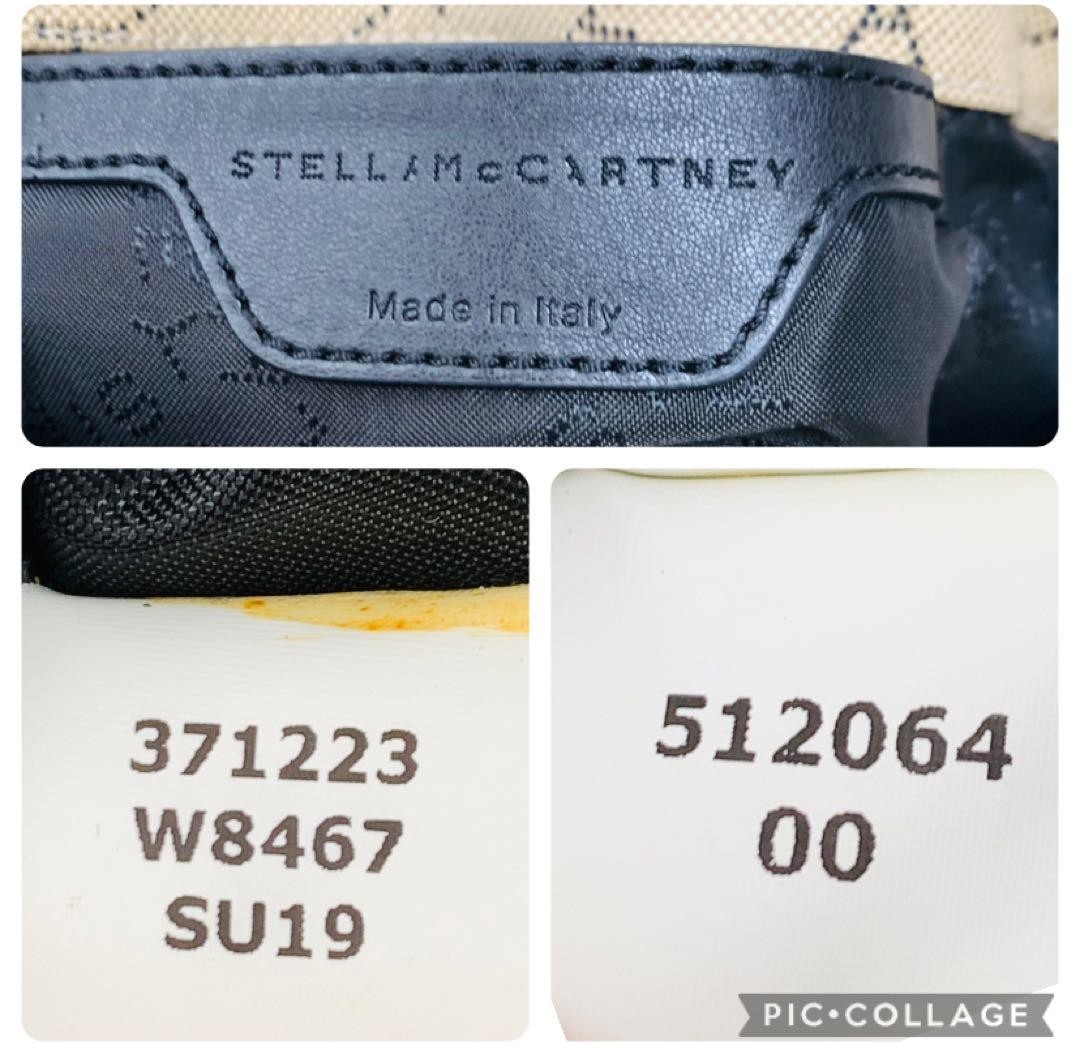 STELLA McCARTNEY
Made in Italy
371223
W8467
SU19
512064
00
PIC•COLLAGE